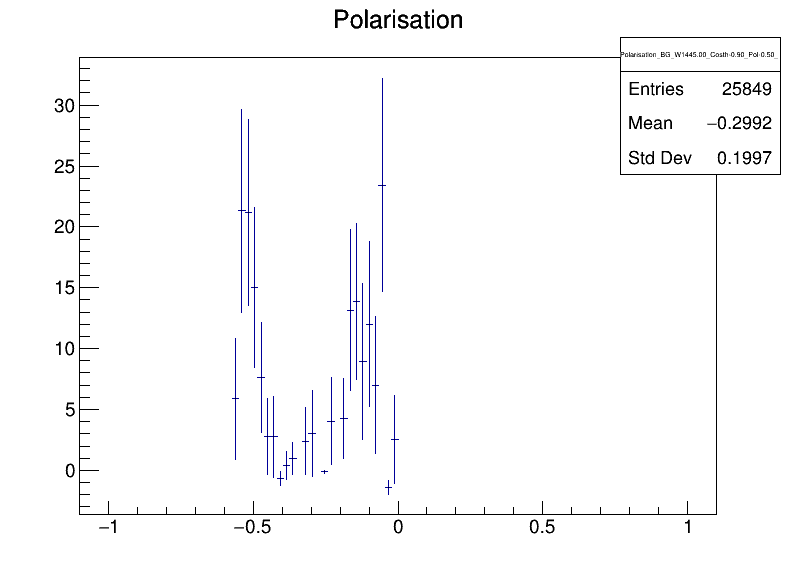 Polarisation
Polarisation_BG_W1445.00_Costh-0.90_Pol-0.50_
Entries 25849
Mean −0.2992
Std Dev 0.1997
30
25
20
15
10
5
0
−1 −0.5 0 0.5 1